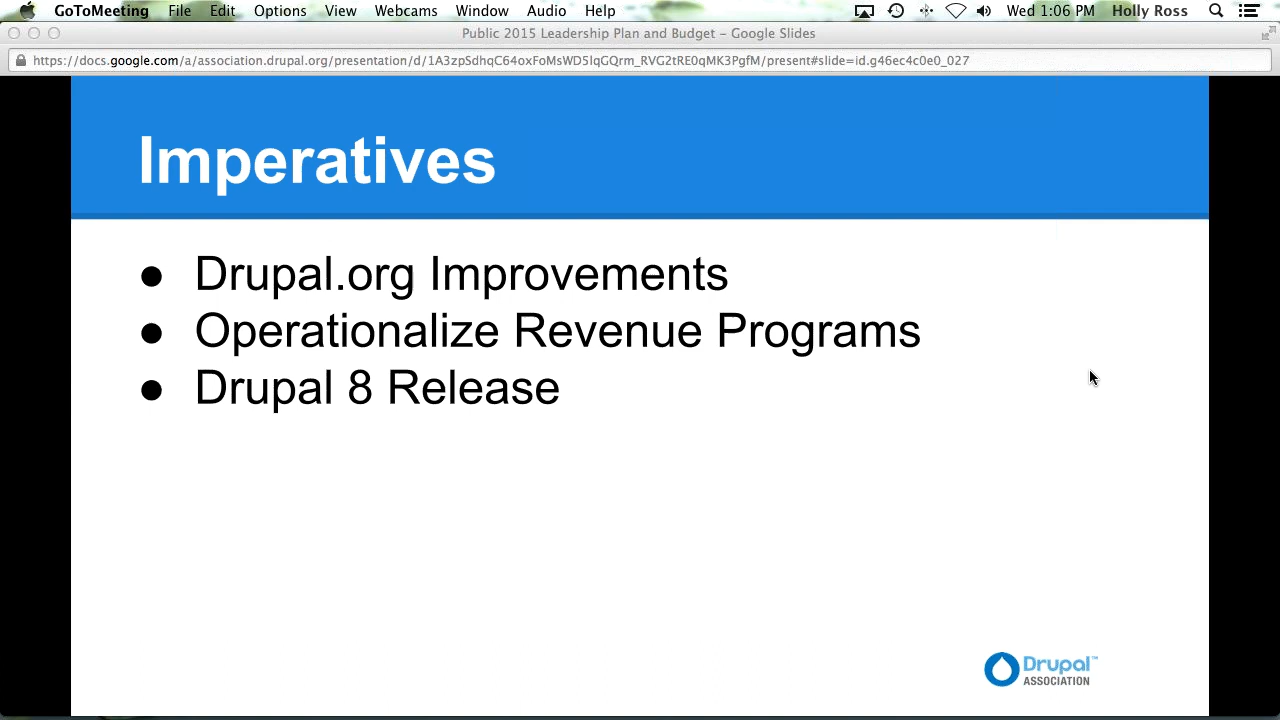 GoToMeeting File Edit Options View Webcams Window Audio Help Wed 1:06 PM Holly Ross
Public 2015 Leadership Plan and Budget – Google Slides
https://docs.google.com/a/association.drupal.org/presentation/d/1A3zpSdhqC64oxFoMsWD5lqGQrm_RVG2tRE0qMK3PgfM/present#slide=id.g46ec4c0e0_027
Imperatives
● Drupal.org Improvements
● Operationalize Revenue Programs
● Drupal 8 Release
Drupal™
ASSOCIATION